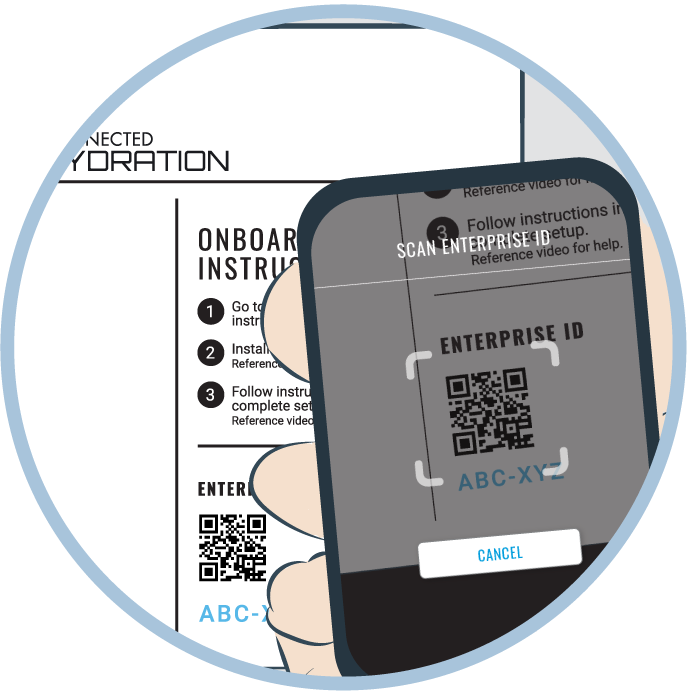 NECTED
YDRATION
ONBOAR
INSTRUC
1 Go to
instr
2 Install
Reference
3 Follow instru
complete set
Reference video
ENTER
ABC-X
Reference video for
3 Follow instructions in
setup.
Reference video for help.
SCAN ENTERPRISE ID
ENTERPRISE ID
ABC-XYZ
CANCEL